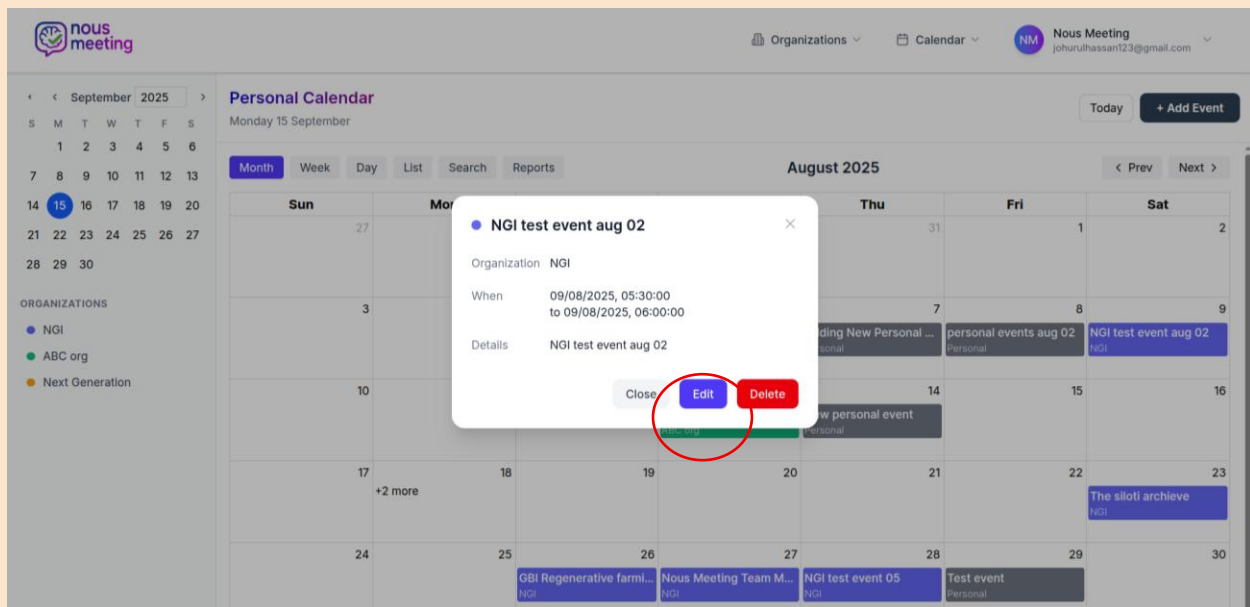 nous
meeting
Organizations
Calendar
NM
Nous Meeting
johurulhassan123@gmail.com
September 2025
S M T W T F S
1 2 3 4 5 6
7 8 9 10 11 12 13
14 15 16 17 18 19 20
21 22 23 24 25 26 27
28 29 30
ORGANIZATIONS
NGI
ABC org
Next Generation
Personal Calendar
Monday 15 September
Today
+ Add Event
Month Week Day List Search Reports
August 2025
< Prev Next >
Sun Mo Thu Fri Sat
27 31 1 2
NGI test event aug 02
Organization NGI
When 09/08/2025, 05:30:00
to 09/08/2025, 06:00:00
Details NGI test event aug 02
Close Edit Delete
3 7 8 9
ding New Personal ... personal events aug 02 NGI test event aug 02
sonal Personal NGI
10 14 15 16
w personal event
ABC org Personal
17 18 19 20 21 22 23
+2 more
The siloti archieve
NGI
24 25 26 27 28 29 30
GBI Regenerative farmi... Nous Meeting Team M... NGI test event 05 Test event
NGI NGI NGI Personal